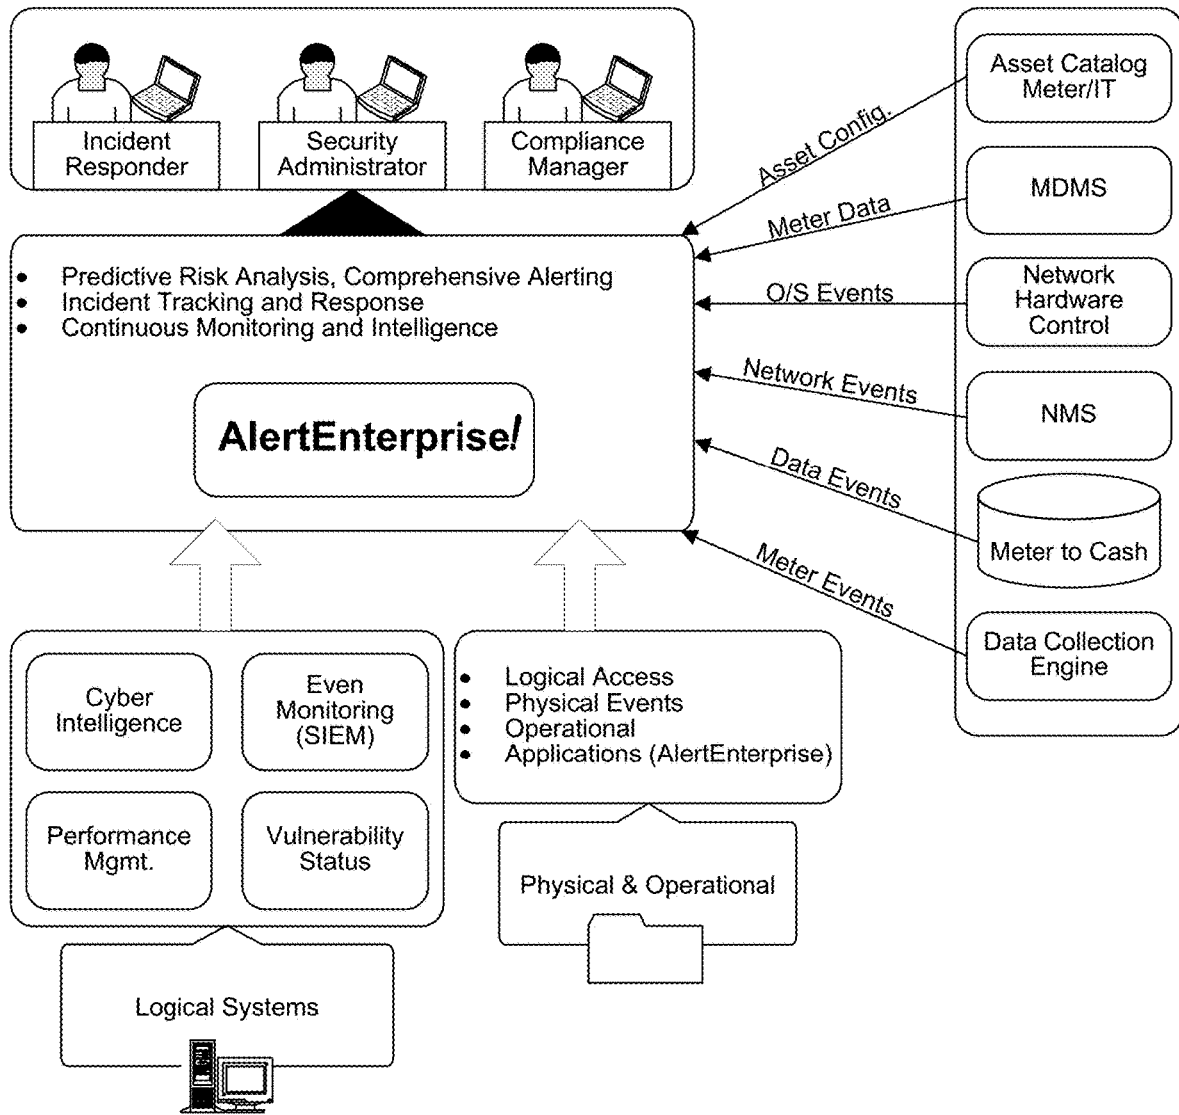 Incident
Responder
Security
Administrator
Compliance
Manager
• Predictive Risk Analysis, Comprehensive Alerting
• Incident Tracking and Response
• Continuous Monitoring and Intelligence
AlertEnterprise!
Asset Config.
Meter Data
O/S Events
Network Events
Data Events
Meter Events
Asset Catalog
Meter/IT
MDMS
Network
Hardware
Control
NMS
Meter to Cash
Data Collection
Engine
Cyber
Intelligence
Even
Monitoring
(SIEM)
Performance
Mgmt.
Vulnerability
Status
• Logical Access
• Physical Events
• Operational
• Applications (AlertEnterprise)
Physical & Operational
Logical Systems